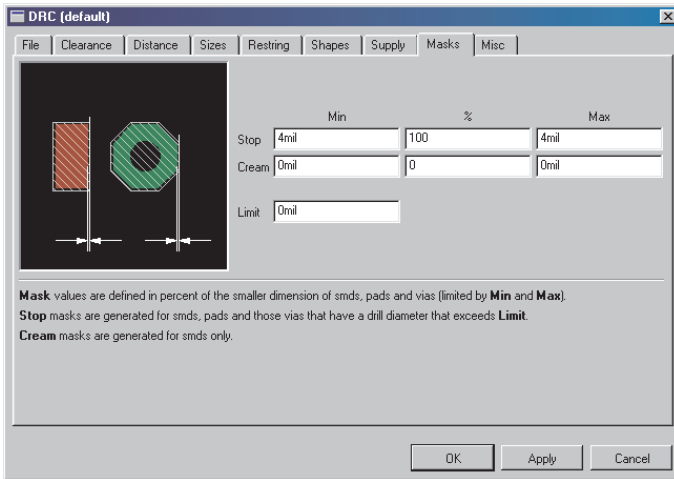 DRC (default)
File Clearance Distance Sizes Restring Shapes Supply Masks Misc
Min % Max
Stop 4mil 100 4mil
Cream 0mil 0 0mil
Limit 0mil
Mask values are defined in percent of the smaller dimension of smds, pads and vias (limited by Min and Max).
Stop masks are generated for smds, pads and those vias that have a drill diameter that exceeds Limit.
Cream masks are generated for smds only.
OK Apply Cancel